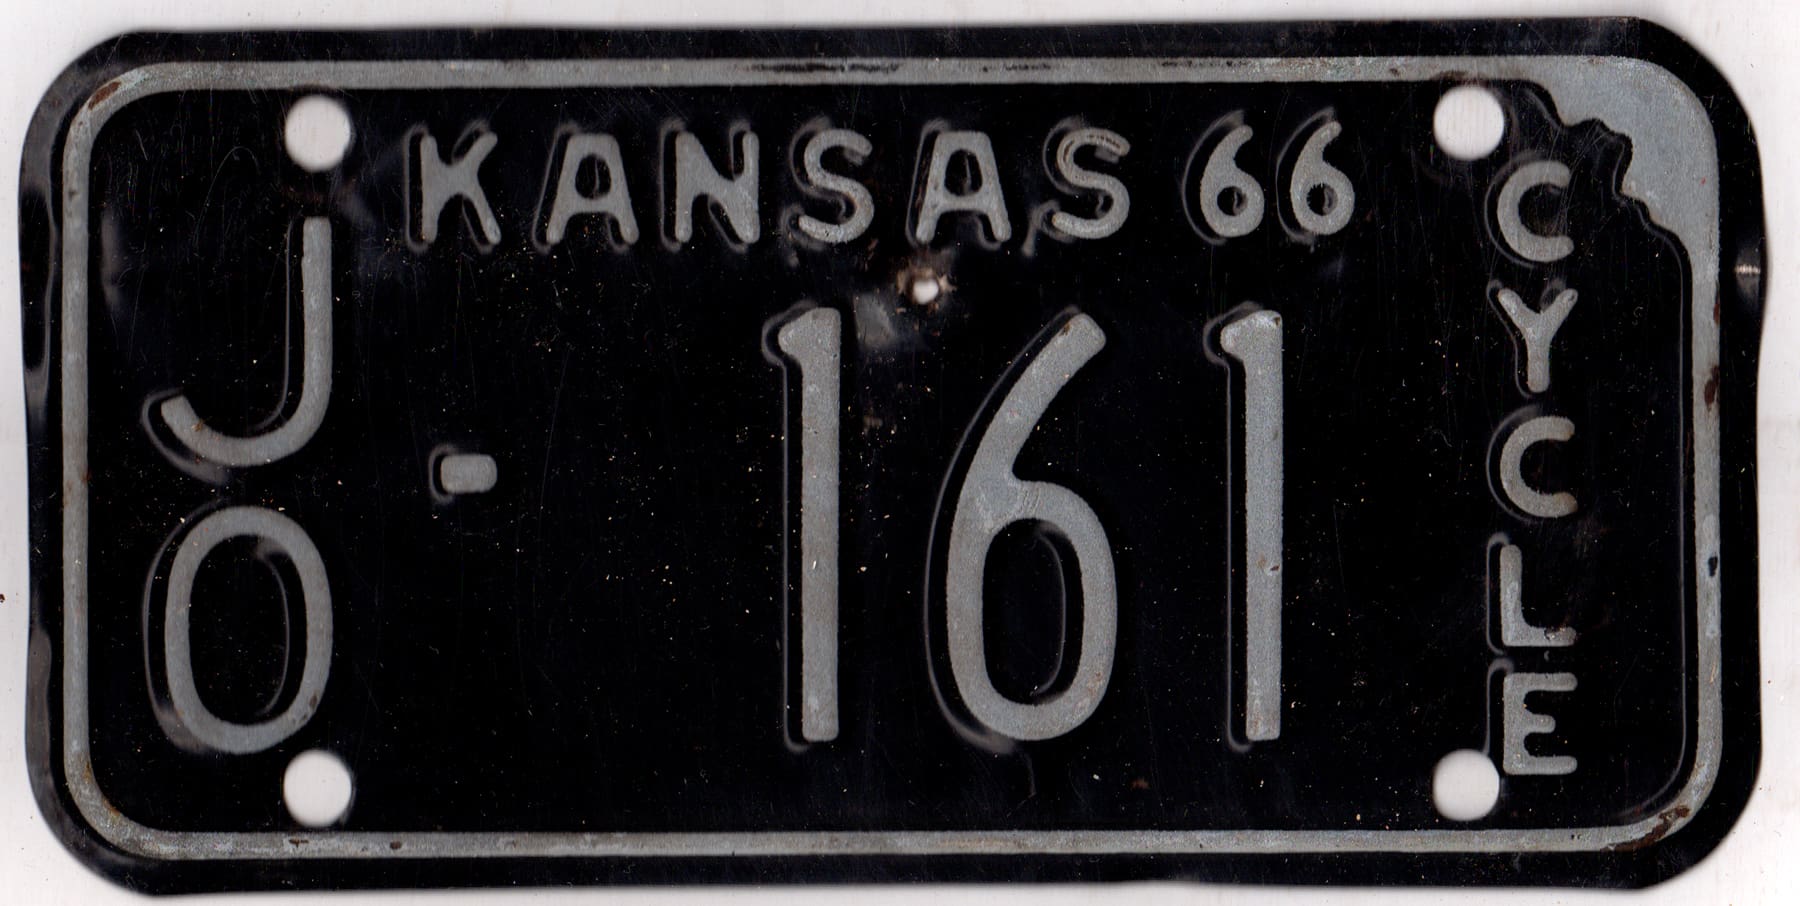 KANSAS 66
JO - 161
CYCLE